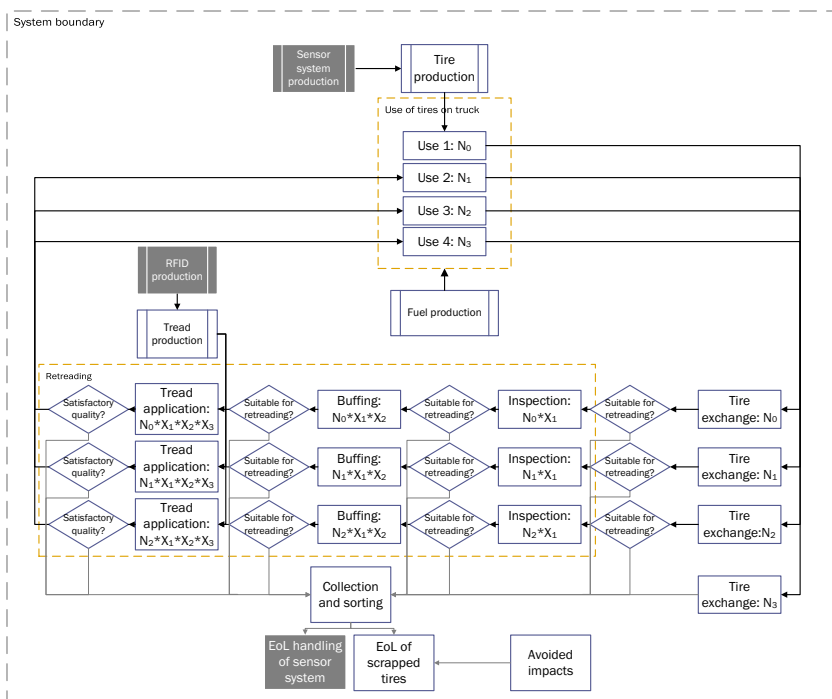 System boundary
Sensor
system
production
Tire
production
Use of tires on truck
Use 1: N₀
Use 2: N₁
Use 3: N₂
Use 4: N₃
RFID
production
Fuel production
Tread
production
Retreading
Satisfactory
quality?
Tread
application:
N₀*X₁*X₂*X₃
Suitable for
retreading?
Buffing:
N₀*X₁*X₂
Suitable for
retreading?
Inspection:
N₀*X₁
Suitable for
retreading?
Tire
exchange: N₀
Satisfactory
quality?
Tread
application:
N₁*X₁*X₂*X₃
Suitable for
retreading?
Buffing:
N₁*X₁*X₂
Suitable for
retreading?
Inspection:
N₁*X₁
Suitable for
retreading?
Tire
exchange: N₁
Satisfactory
quality?
Tread
application:
N₂*X₁*X₂*X₃
Suitable for
retreading?
Buffing:
N₂*X₁*X₂
Suitable for
retreading?
Inspection:
N₂*X₁
Suitable for
retreading?
Tire
exchange:N₂
Collection
and sorting
Tire
exchange: N₃
EoL handling
of sensor
system
EoL of
scrapped
tires
Avoided
impacts